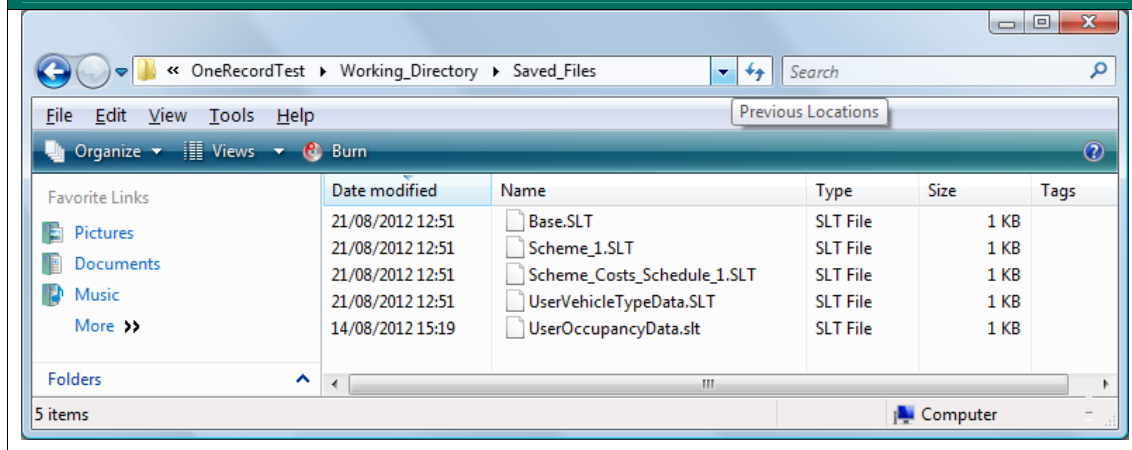 « OneRecordTest ▸ Working_Directory ▸ Saved_Files Search
File Edit View Tools Help Previous Locations
Organize Views Burn
Favorite Links Date modified Name Type Size Tags
Pictures 21/08/2012 12:51 Base.SLT SLT File 1 KB
21/08/2012 12:51 Scheme_1.SLT SLT File 1 KB
Documents 21/08/2012 12:51 Scheme_Costs_Schedule_1.SLT SLT File 1 KB
Music 21/08/2012 12:51 UserVehicleTypeData.SLT SLT File 1 KB
More » 14/08/2012 15:19 UserOccupancyData.slt SLT File 1 KB
Folders
5 items Computer